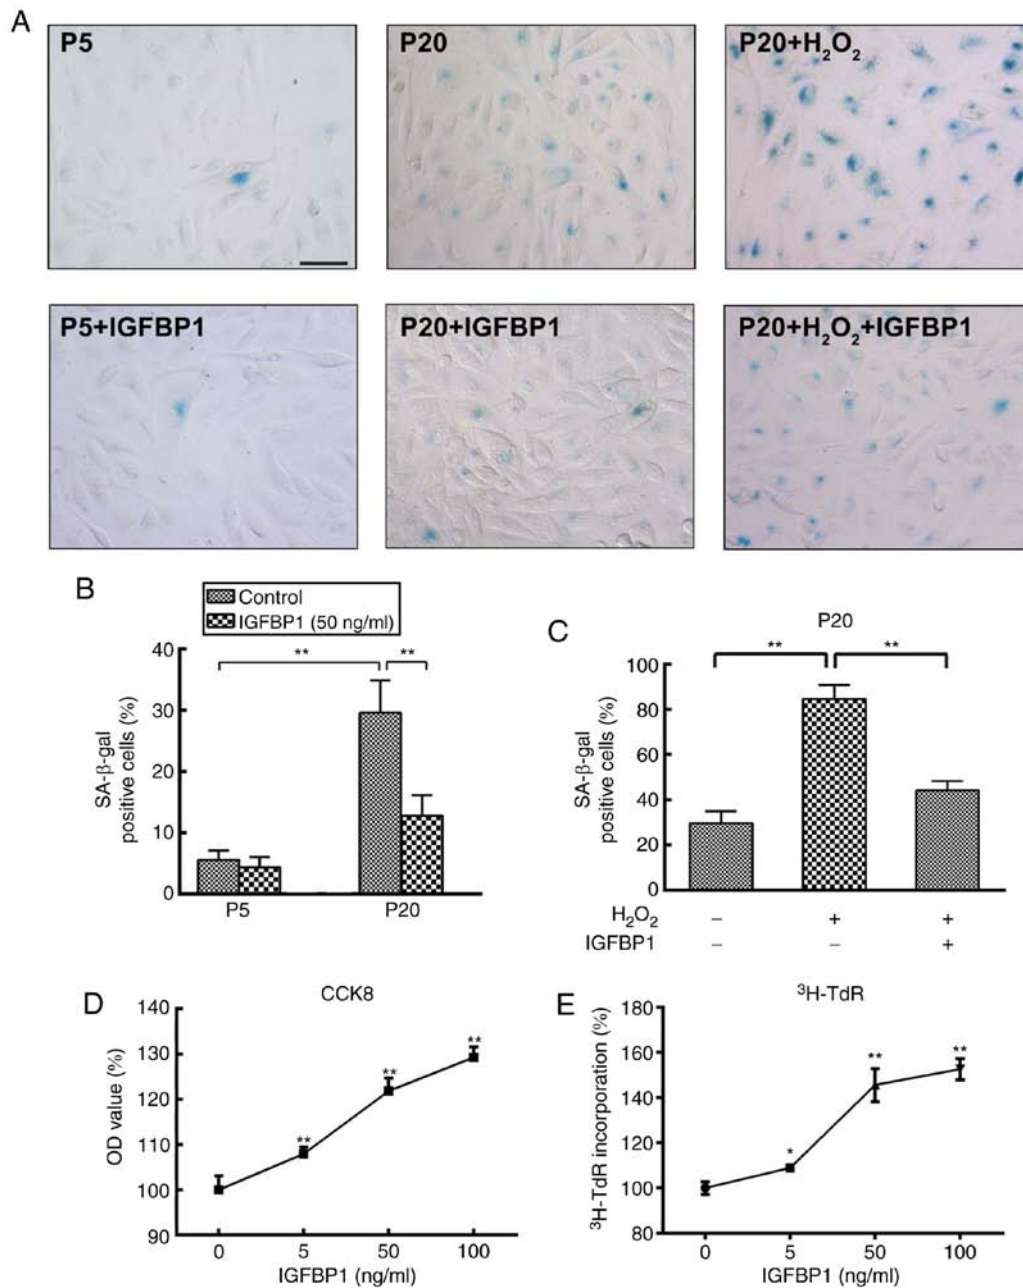 A
P5
P20
P20+H₂O₂
P5+IGFBP1
P20+IGFBP1
P20+H₂O₂+IGFBP1
B
Control
IGFBP1 (50 ng/ml)
SA-β-gal
positive cells (%)
40
30
20
10
0
**
**
P5
P20
C
P20
SA-β-gal
positive cells (%)
100
80
60
40
20
0
**
**
H₂O₂ – + +
IGFBP1 – – +
D
CCK8
OD value (%)
140
130
120
110
100
90
**
**
**
0 5 50 100
IGFBP1 (ng/ml)
E
³H-TdR
³H-TdR incorporation (%)
180
160
140
120
100
80
*
**
**
0 5 50 100
IGFBP1 (ng/ml)